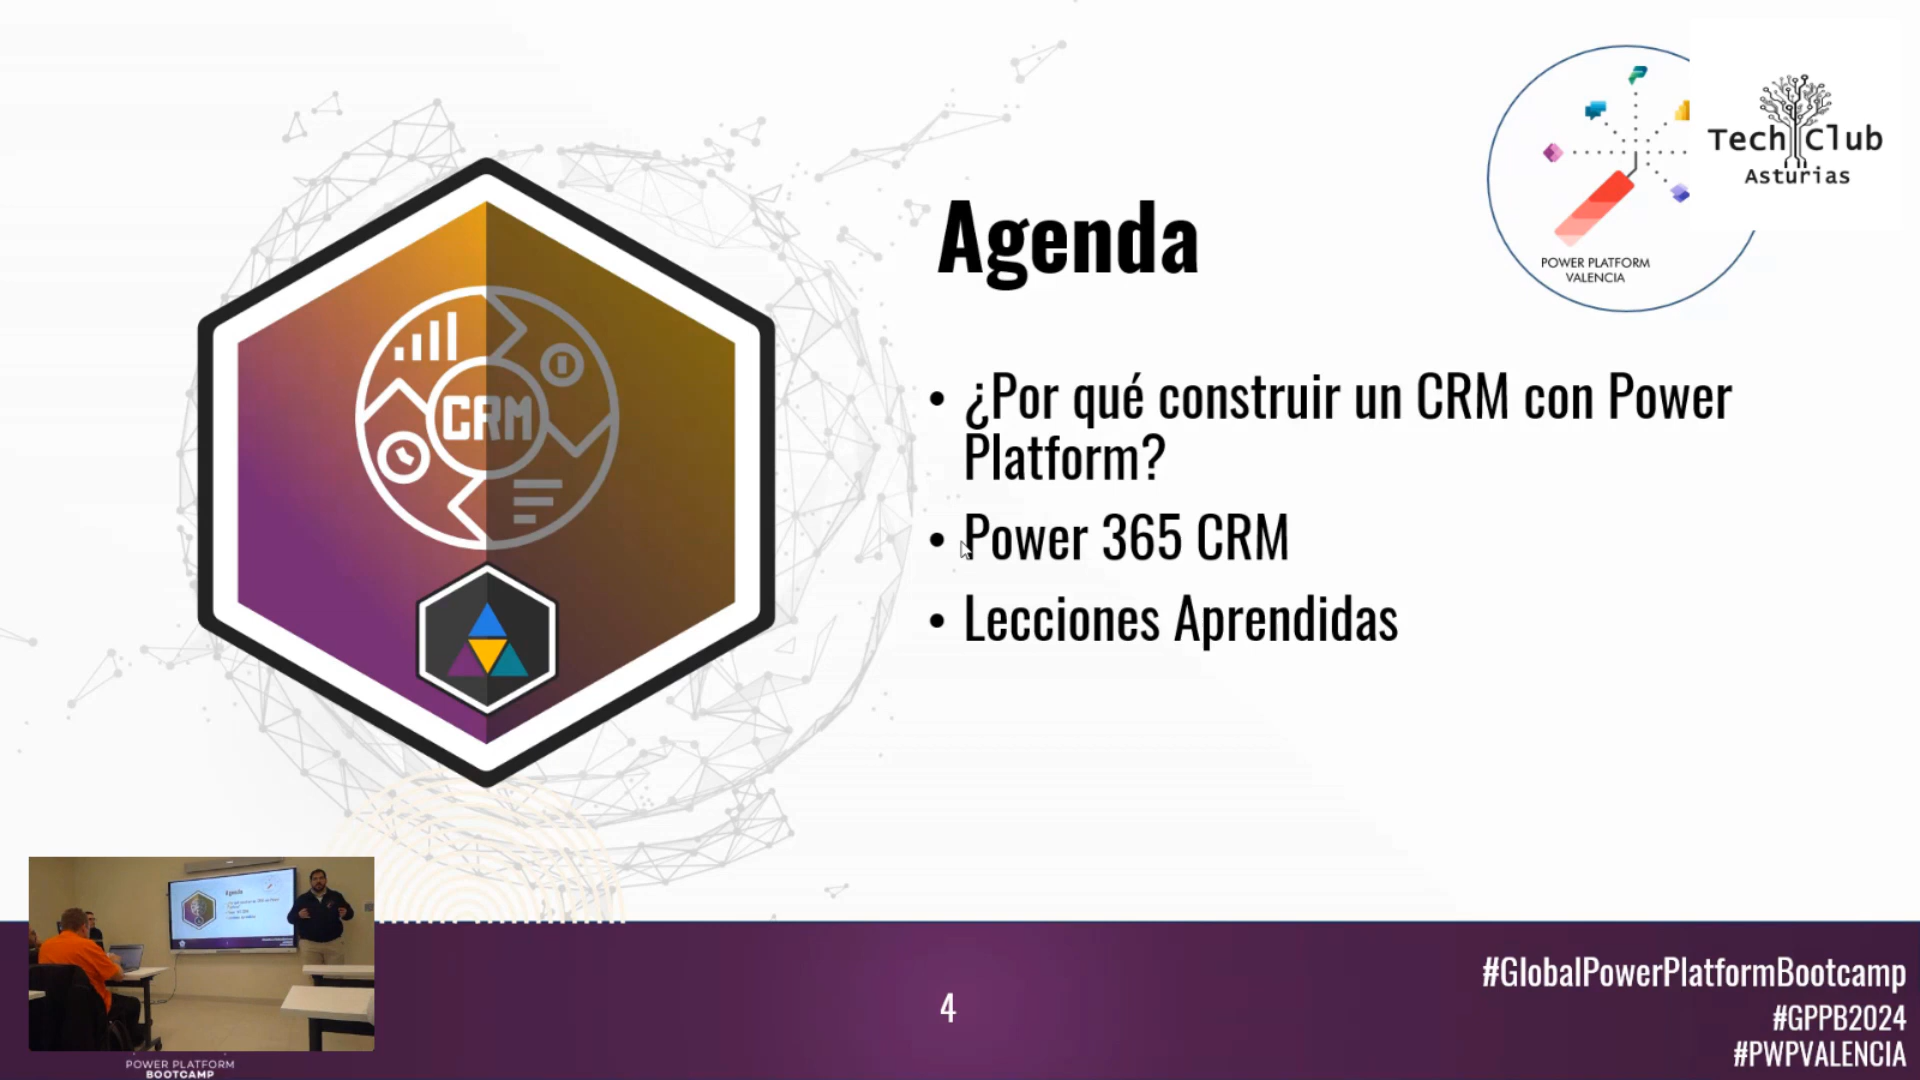 Tech Club
Asturias
POWER PLATFORM
VALENCIA
Agenda
CRM
• ¿Por qué construir un CRM con Power
Platform?
• Power 365 CRM
• Lecciones Aprendidas
Agenda
4
#GlobalPowerPlatformBootcamp
#GPPB2024
#PWPVALENCIA
POWER PLATFORM
BOOTCAMP